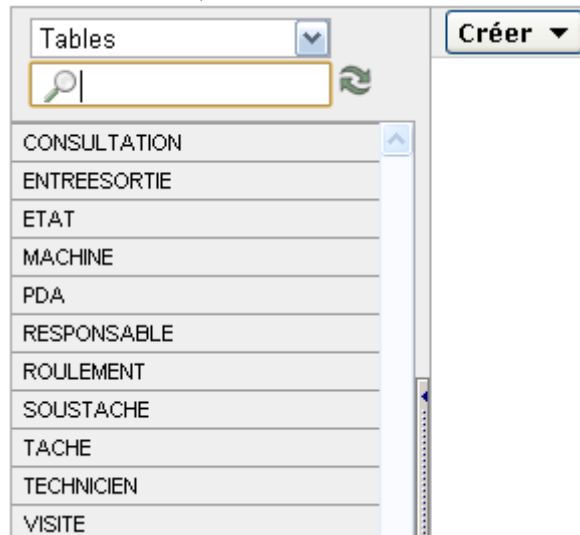 Tables
Créer
CONSULTATION
ENTREESORTIE
ETAT
MACHINE
PDA
RESPONSABLE
ROULEMENT
SOUSTACHE
TACHE
TECHNICIEN
VISITE